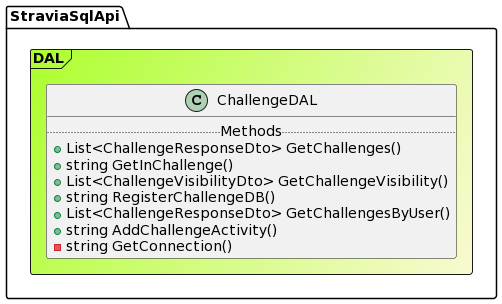 StraviaSqlApi
DAL
C ChallengeDAL
Methods
List<ChallengeResponseDto> GetChallenges()
string GetInChallenge()
List<ChallengeVisibilityDto> GetChallengeVisibility()
string RegisterChallengeDB()
List<ChallengeResponseDto> GetChallengesByUser()
string AddChallengeActivity()
string GetConnection()